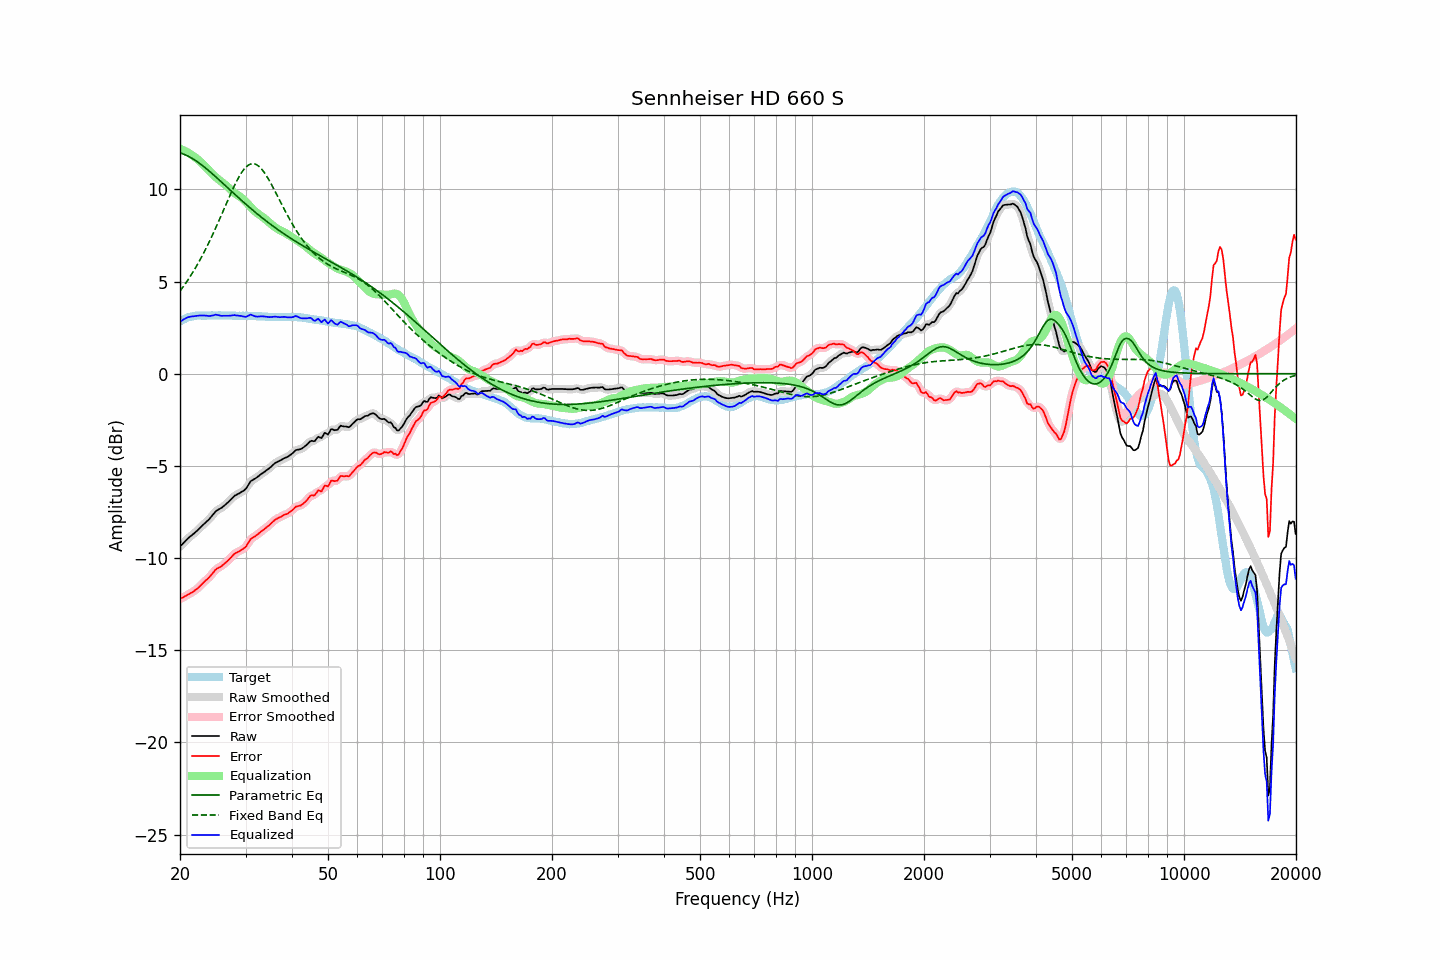 Sennheiser HD 660 S
10
5
0
−5
−10
−15
−20
−25
Amplitude (dBr)
Target
Raw Smoothed
Error Smoothed
Raw
Error
Equalization
Parametric Eq
Fixed Band Eq
Equalized
20 50 100 200 500 1000 2000 5000 10000 20000
Frequency (Hz)